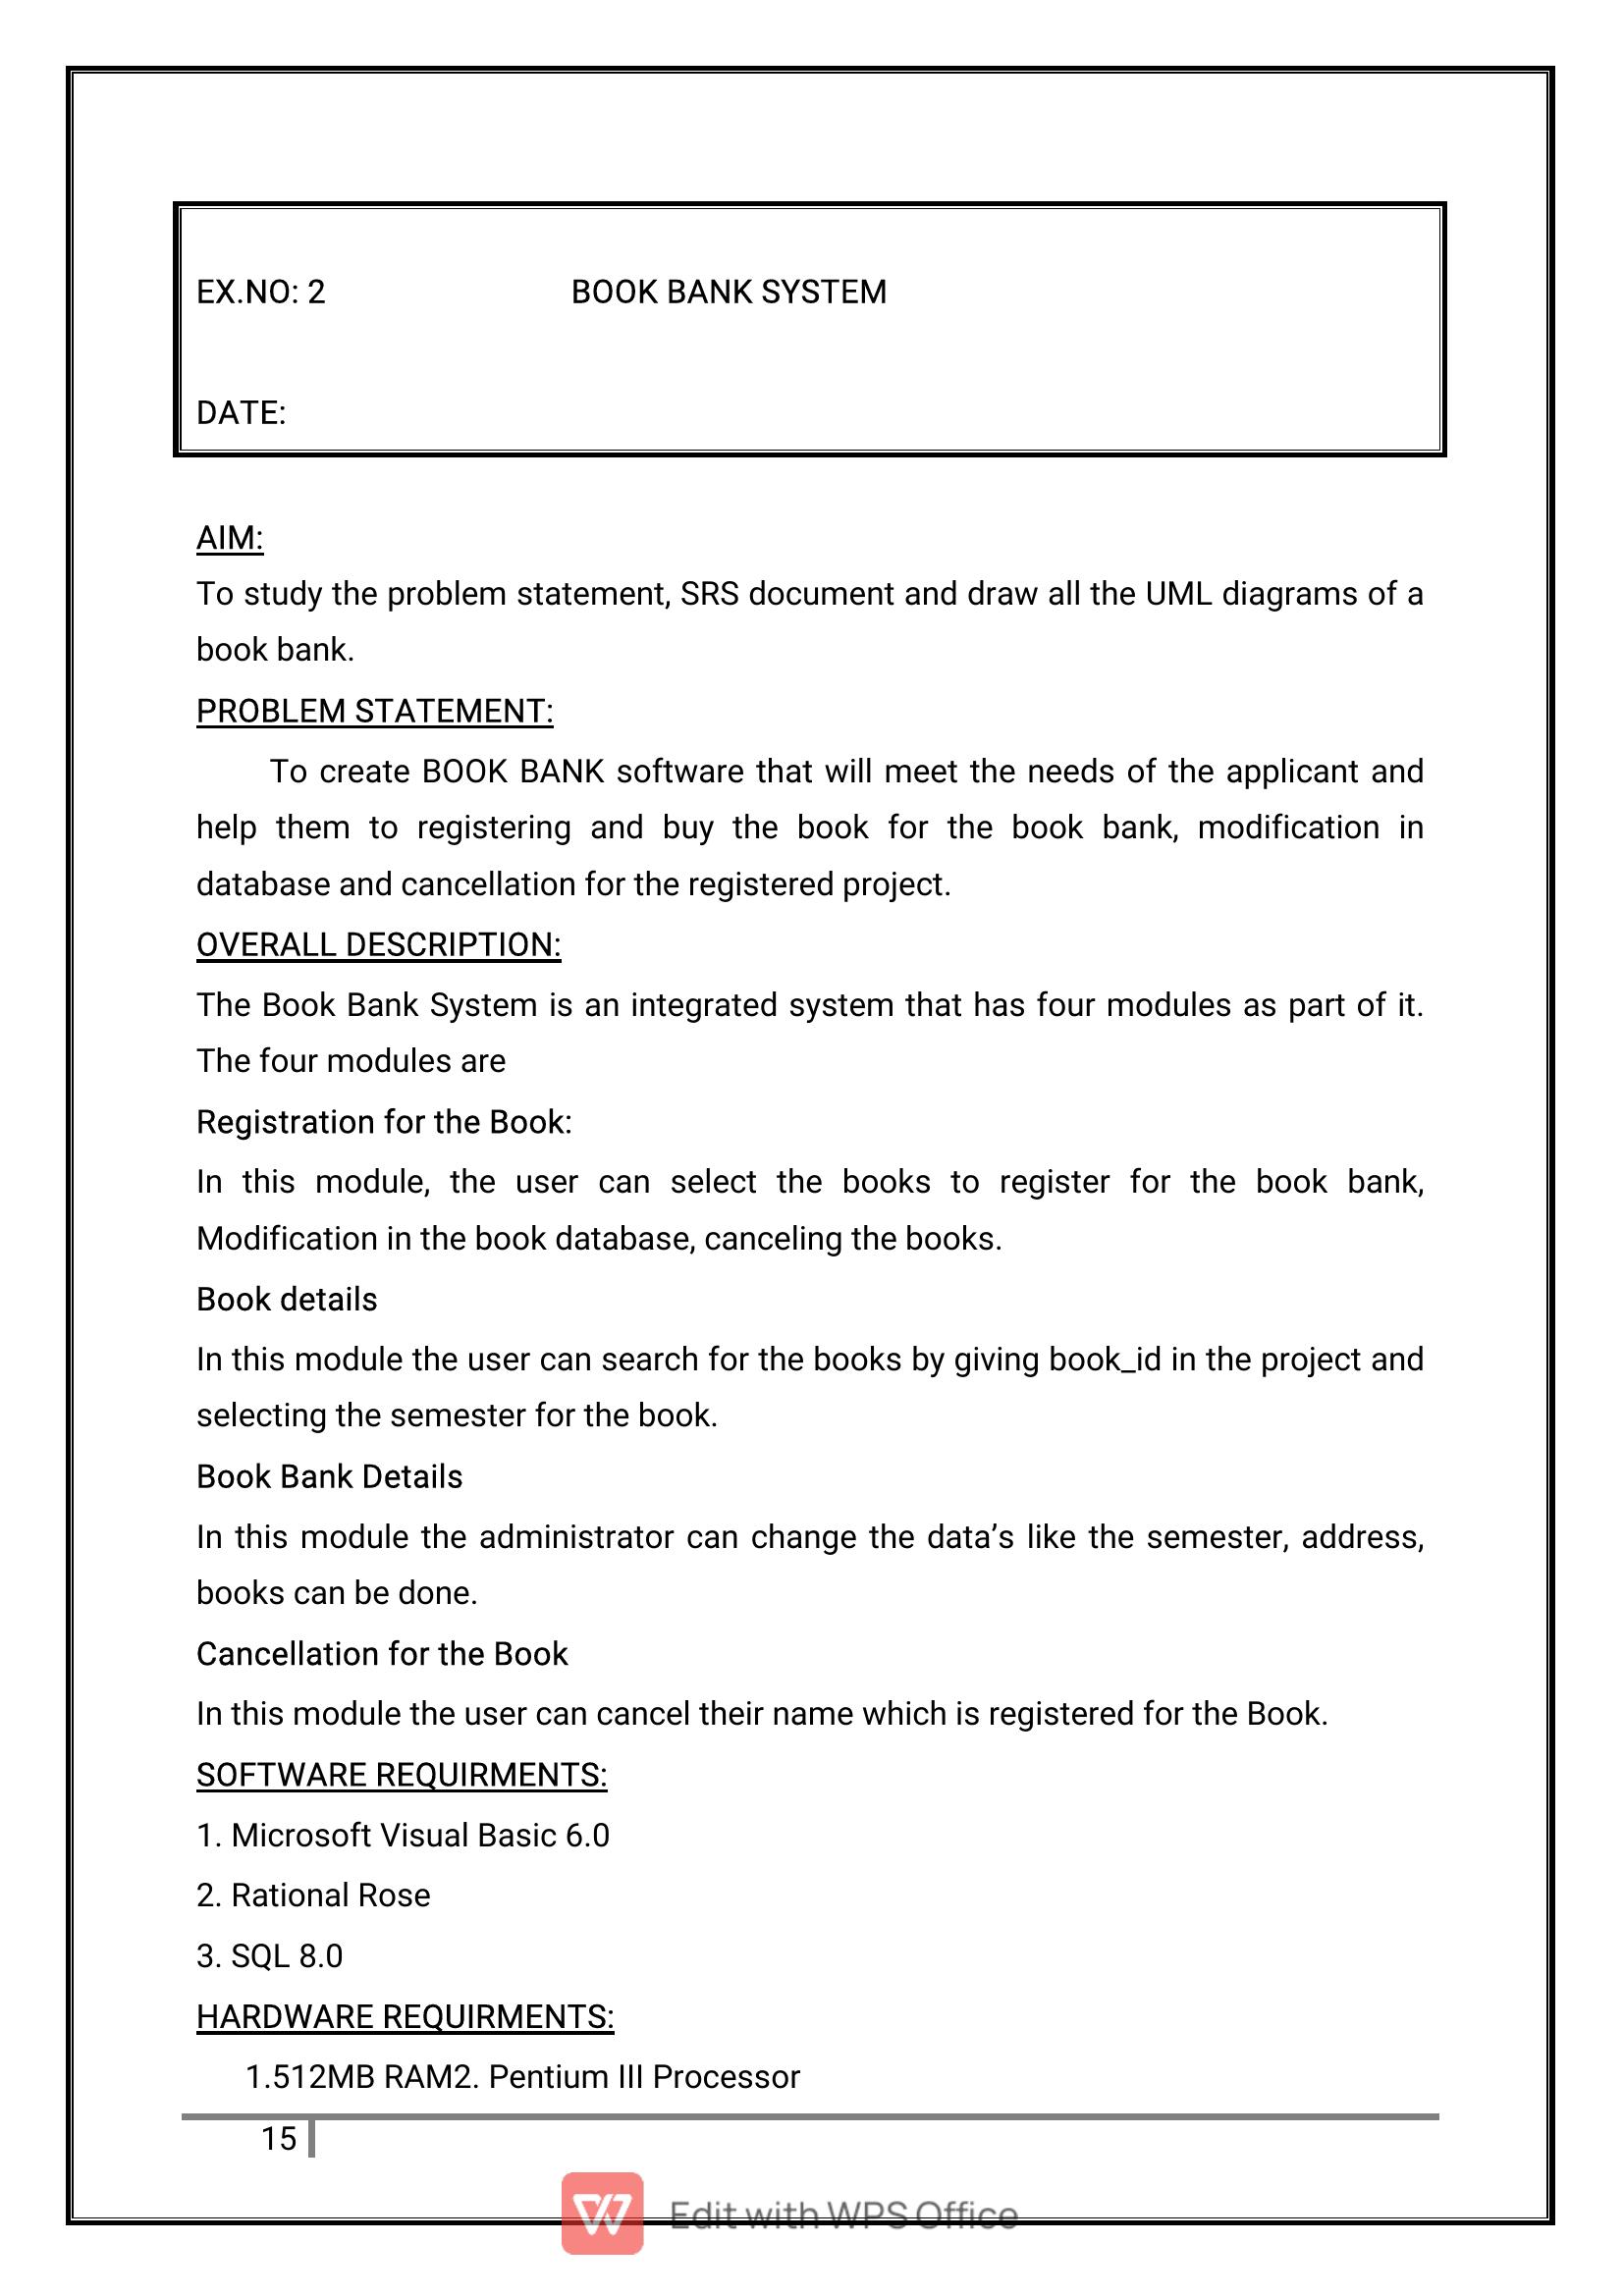 EX.NO: 2 BOOK BANK SYSTEM
DATE:
AIM:
To study the problem statement, SRS document and draw all the UML diagrams of a
book bank.
PROBLEM STATEMENT:
To create BOOK BANK software that will meet the needs of the applicant and
help them to registering and buy the book for the book bank, modification in
database and cancellation for the registered project.
OVERALL DESCRIPTION:
The Book Bank System is an integrated system that has four modules as part of it.
The four modules are
Registration for the Book:
In this module, the user can select the books to register for the book bank,
Modification in the book database, canceling the books.
Book details
In this module the user can search for the books by giving book_id in the project and
selecting the semester for the book.
Book Bank Details
In this module the administrator can change the data’s like the semester, address,
books can be done.
Cancellation for the Book
In this module the user can cancel their name which is registered for the Book.
SOFTWARE REQUIRMENTS:
1. Microsoft Visual Basic 6.0
2. Rational Rose
3. SQL 8.0
HARDWARE REQUIRMENTS:
1.512MB RAM2. Pentium III Processor
15
Edit with WPS Office